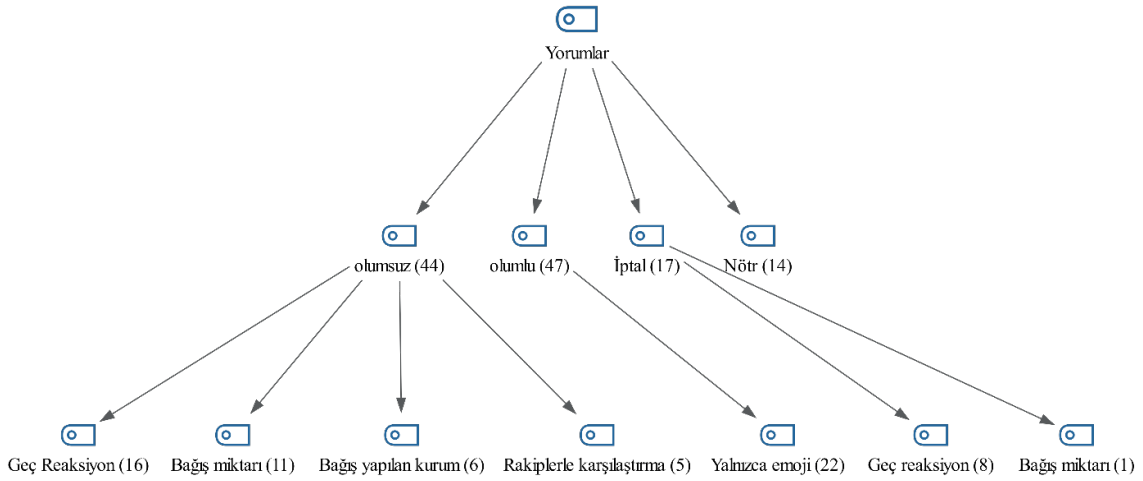 Yorumlar
olumsuz (44)
olumlu (47)
İptal (17)
Nötr (14)
Geç Reaksiyon (16)
Bağış miktarı (11)
Bağış yapılan kurum (6)
Rakiplerle karşılaştırma (5)
Yalnızca emoji (22)
Geç reaksiyon (8)
Bağış miktarı (1)